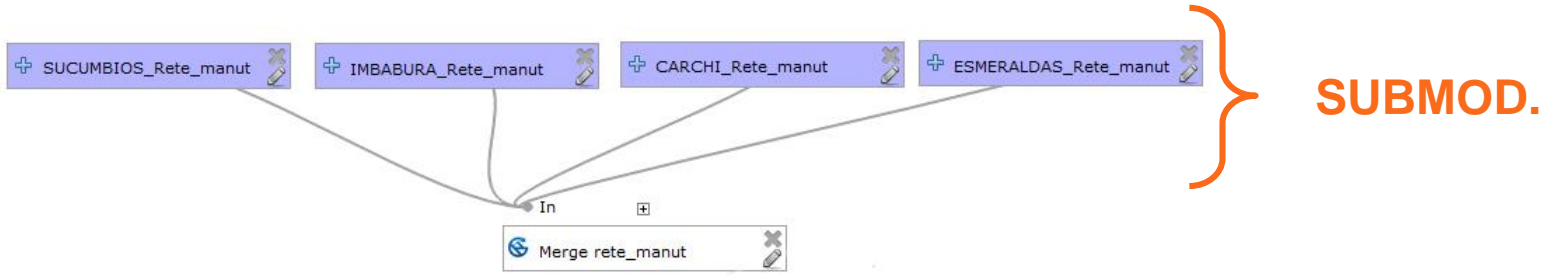 SUCUMBIOS_Rete_manut
IMBABURA_Rete_manut
CARCHI_Rete_manut
ESMERALDAS_Rete_manut
SUBMOD.
In
Merge rete_manut